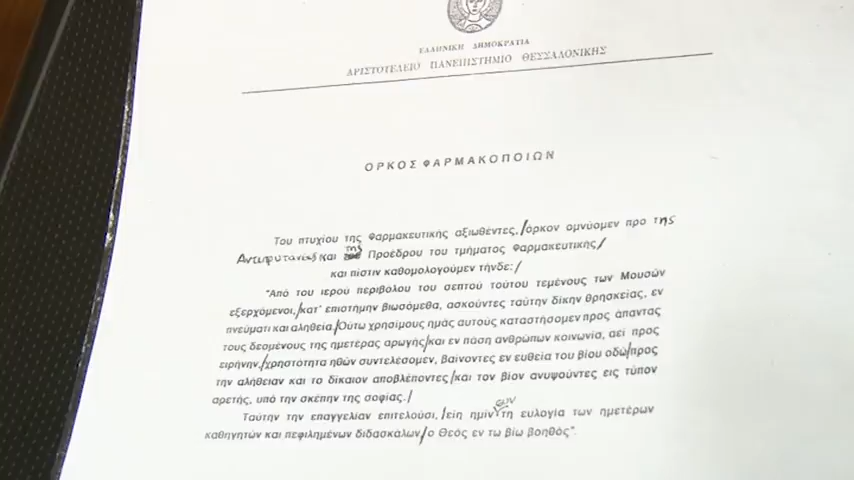 ΕΛΛΗΝΙΚΗ ΔΗΜΟΚΡΑΤΙΑ
ΑΡΙΣΤΟΤΕΛΕΙΟ ΠΑΝΕΠΙΣΤΗΜΙΟ ΘΕΣΣΑΛΟΝΙΚΗΣ
ΟΡΚΟΣ ΦΑΡΜΑΚΟΠΟΙΩΝ
Του πτυχίου της Φαρμακευτικής αξιωθέντες,/όρκον ομνύομεν προ της
Αντιπρυτάνεως και της Προέδρου του τμήματος Φαρμακευτικής/
και πίστιν καθομολογούμεν τήνδε:/
"Από του ιερού περιβόλου του σεπτού τούτου τεμένους των Μουσών
εξερχόμενοι,/κατ' επιστήμην βιωσόμεθα, ασκούντες ταύτην δίκην θρησκείας, εν
πνεύματι και αληθεία./Ούτω χρησίμους ημάς αυτούς καταστήσομεν προς άπαντας
τους δεομένους της ημετέρας αρωγής/και εν πάση ανθρώπων κοινωνία, αεί προς
ειρήνην/χρηστότητα ηθών συντελέσομεν, βαίνοντες εν ευθεία του βίου οδώ/προς
την αλήθειαν και το δίκαιον αποβλέποντες/και τον βίον ανυψούντες εις τύπον
αρετής, υπό την σκέπην της σοφίας./
Ταύτην την επαγγελίαν επιτελούσι,/είη ημίν συν τη ευλογία των ημετέρων
καθηγητών και πεφιλημένων διδασκάλων/ο Θεός εν τω βίω βοηθός".